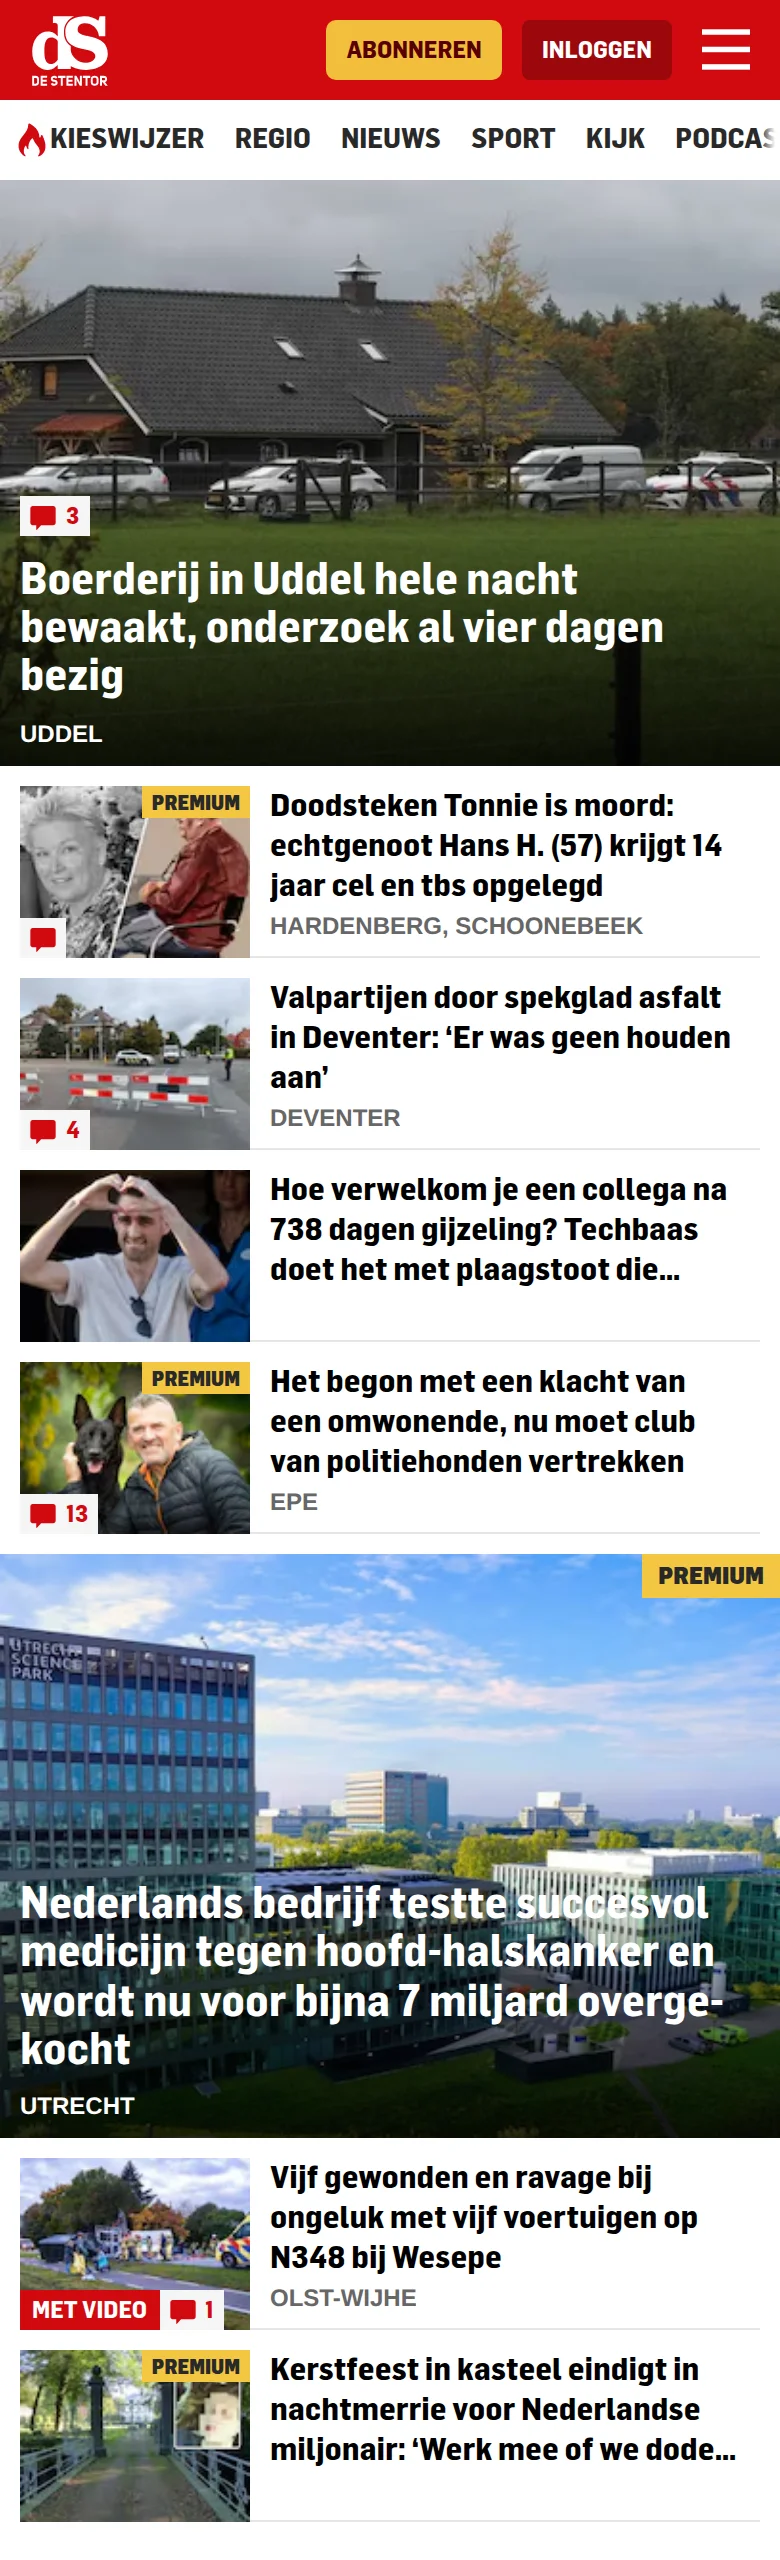 dS
DE STENTOR
ABONNEREN
INLOGGEN
KIESWIJZER
REGIO
NIEUWS
SPORT
KIJK
PODCAS
3
Boerderij in Uddel hele nacht
bewaakt, onderzoek al vier dagen
bezig
UDDEL
PREMIUM
Doodsteken Tonnie is moord:
echtgenoot Hans H. (57) krijgt 14
jaar cel en tbs opgelegd
HARDENBERG, SCHOONEBEEK
Valpartijen door spekglad asfalt
in Deventer: ‘Er was geen houden
aan’
DEVENTER
4
Hoe verwelkom je een collega na
738 dagen gijzeling? Techbaas
doet het met plaagstoot die...
PREMIUM
Het begon met een klacht van
een omwonende, nu moet club
van politiehonden vertrekken
EPE
13
PREMIUM
UTRECHT
SCIENCE
PARK
Nederlands bedrijf testte succesvol
medicijn tegen hoofd-halskanker en
wordt nu voor bijna 7 miljard overge-
kocht
UTRECHT
Vijf gewonden en ravage bij
ongeluk met vijf voertuigen op
N348 bij Wesepe
OLST-WIJHE
MET VIDEO
1
PREMIUM
Kerstfeest in kasteel eindigt in
nachtmerrie voor Nederlandse
miljonair: ‘Werk mee of we dode...